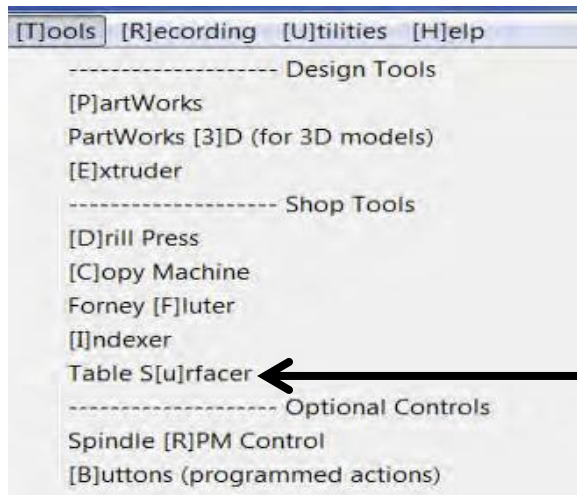 [T]ools [R]ecording [U]tilities [H]elp
------------------- Design Tools
[P]artWorks
PartWorks [3]D (for 3D models)
[E]xtruder
------------------- Shop Tools
[D]rill Press
[C]opy Machine
Forney [F]luter
[I]ndexer
Table S[u]rfacer
------------------- Optional Controls
Spindle [R]PM Control
[B]uttons (programmed actions)